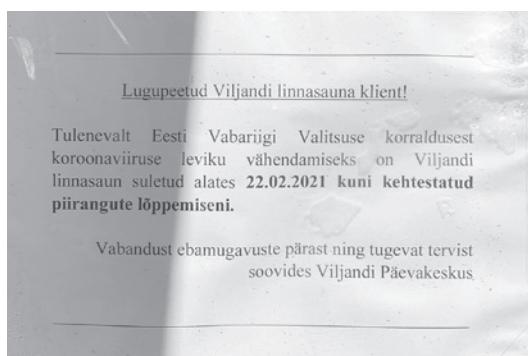 Lugupeetud Viljandi linnasauna klient!
Tulenevalt Eesti Vabariigi Valitsuse korraldusest
koroonaviiruse leviku vähendamiseks on Viljandi
linnasaun suletud alates 22.02.2021 kuni kehtestatud
piirangute lõppemiseni.
Vabandust ebamugavuste pärast ning tugevat tervist
soovides Viljandi Päevakeskus